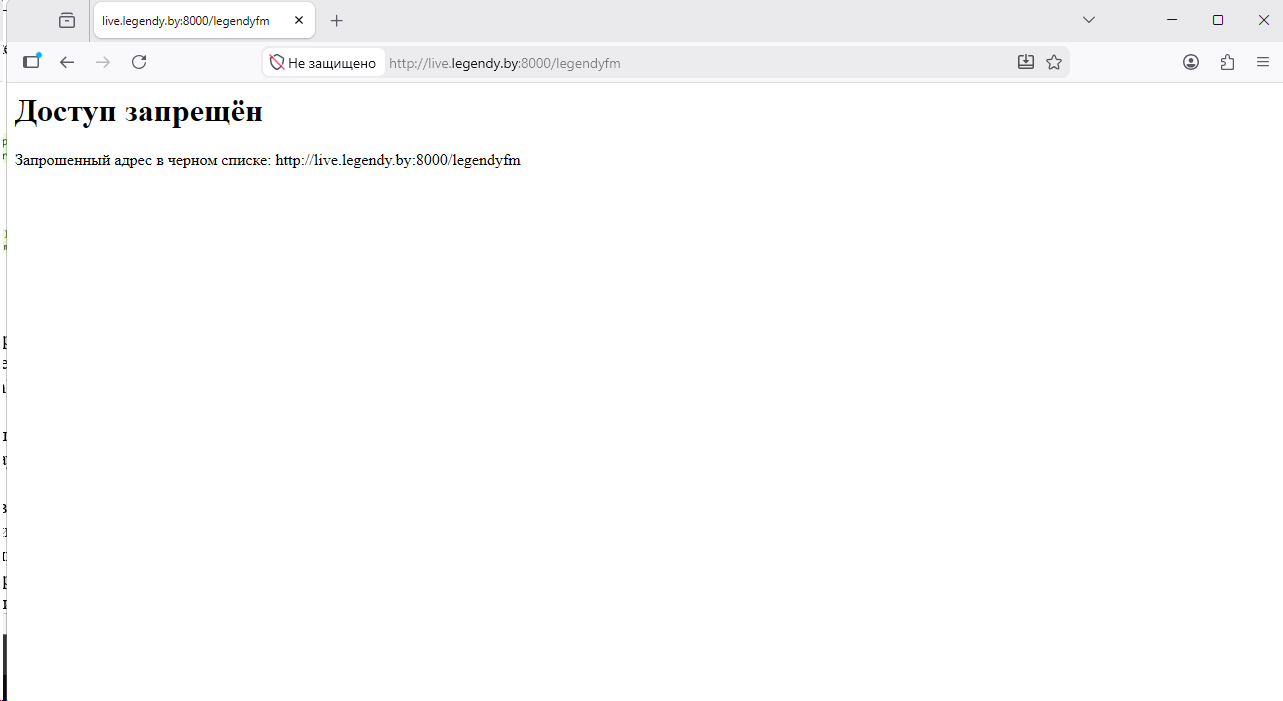 live.legendy.by:8000/legendyfm
Не защищено http://live.legendy.by:8000/legendyfm
Доступ запрещён
Запрошенный адрес в черном списке: http://live.legendy.by:8000/legendyfm